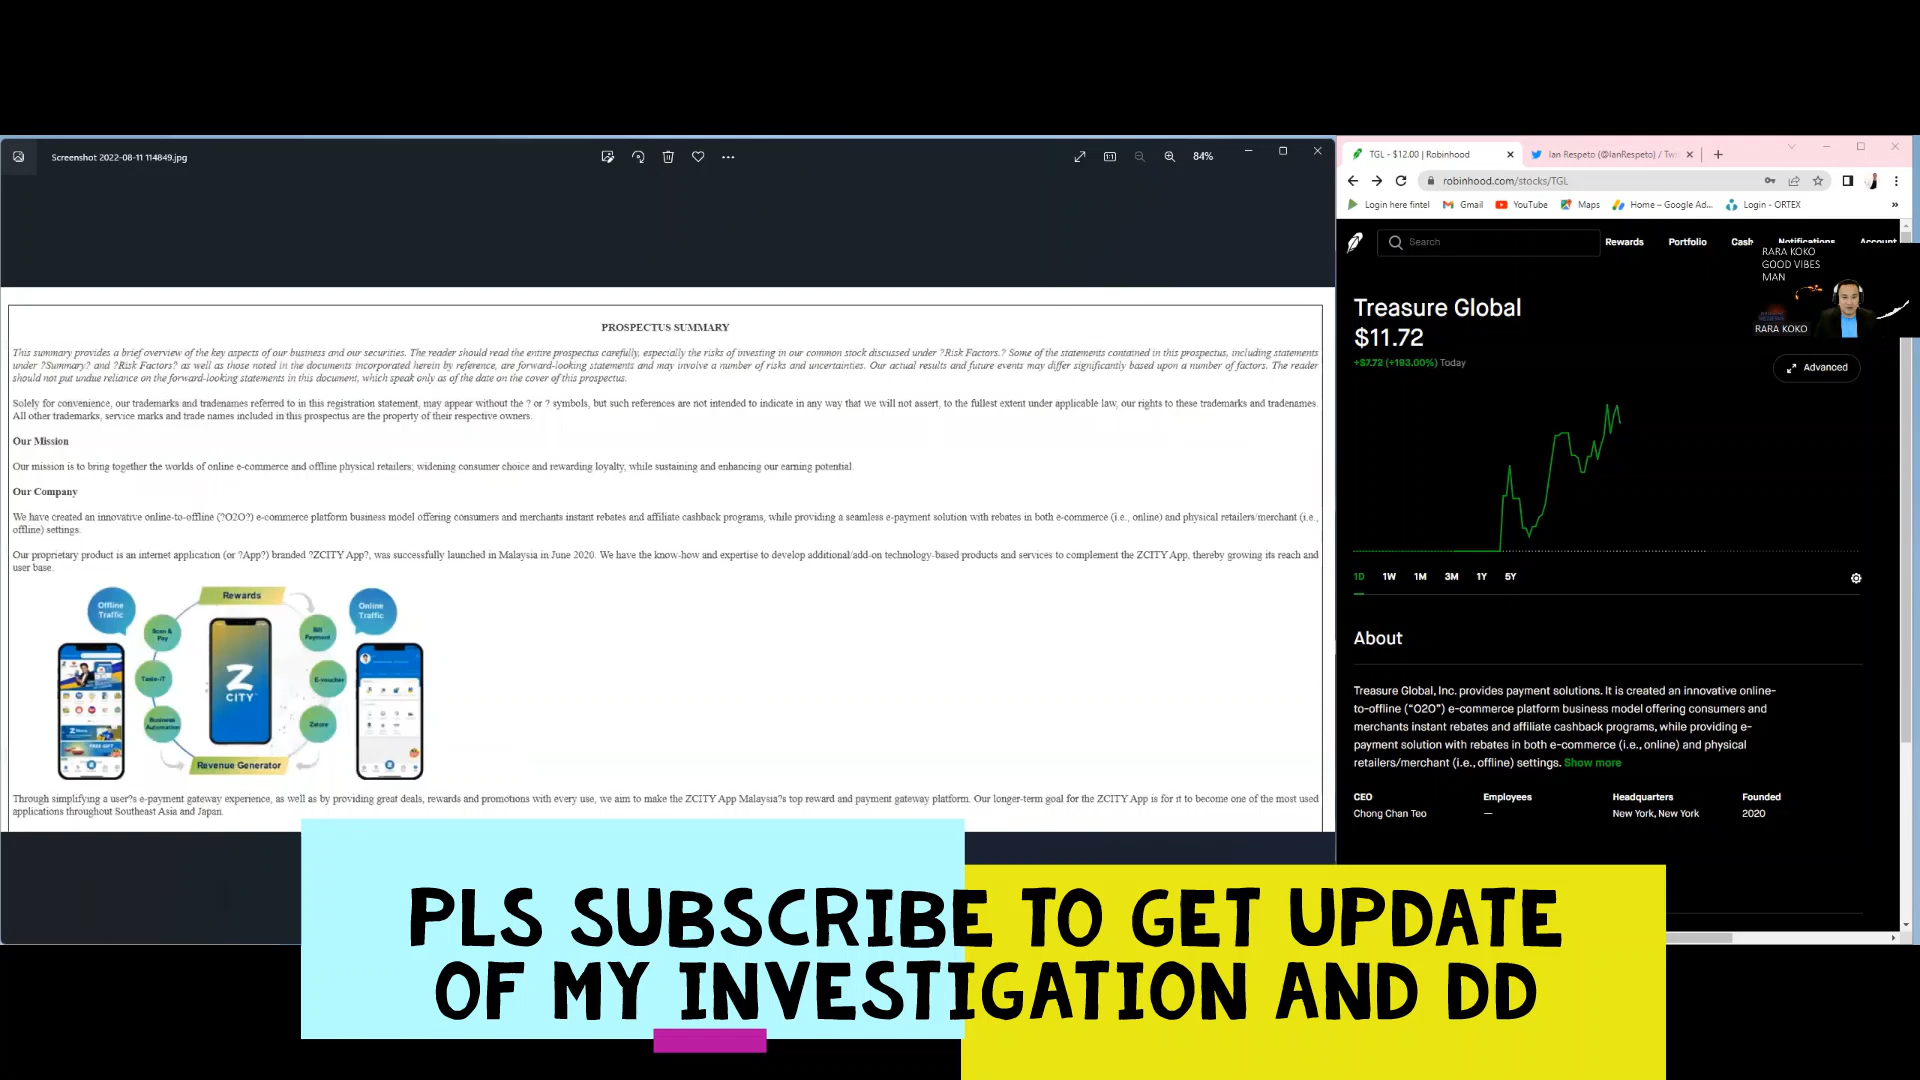 Screenshot 2022-08-11 114849.jpg
84%
PROSPECTUS SUMMARY
This summary provides a brief overview of the key aspects of our business and our securities. The reader should read the entire prospectus carefully, especially the risks of investing in our common stock discussed under ?Risk Factors.? Some of the statements contained in this prospectus, including statements
under ?Summary? and ?Risk Factors? as well as those noted in the documents incorporated herein by reference, are forward-looking statements and may involve a number of risks and uncertainties. Our actual results and future events may differ significantly based upon a number of factors. The reader
should not put undue reliance on the forward-looking statements in this document, which speak only as of the date on the cover of this prospectus.
Solely for convenience, our trademarks and tradenames referred to in this registration statement, may appear without the ? or ? symbols, but such references are not intended to indicate in any way that we will not assert, to the fullest extent under applicable law, our rights to these trademarks and tradenames.
All other trademarks, service marks and trade names included in this prospectus are the property of their respective owners.
Our Mission
Our mission is to bring together the worlds of online e-commerce and offline physical retailers; widening consumer choice and rewarding loyalty, while sustaining and enhancing our earning potential.
Our Company
We have created an innovative online-to-offline (?O2O?) e-commerce platform business model offering consumers and merchants instant rebates and affiliate cashback programs, while providing a seamless e-payment solution with rebates in both e-commerce (i.e., online) and physical retailers/merchant (i.e.,
offline) settings.
Our proprietary product is an internet application (or ?App?) branded ?ZCITY App?, was successfully launched in Malaysia in June 2020. We have the know-how and expertise to develop additional/add-on technology-based products and services to complement the ZCITY App, thereby growing its reach and
user base.
Offline
Traffic
Rewards
Online
Traffic
Scan &
Pay
Bill
Payment
E-voucher
Z
CITY
Business
Automation
Zstore
FREE GIFT
Revenue Generator
Through simplifying a user?s e-payment gateway experience, as well as by providing great deals, rewards and promotions with every use, we aim to make the ZCITY App Malaysia?s top reward and payment gateway platform. Our longer-term goal for the ZCITY App is for it to become one of the most used
applications throughout Southeast Asia and Japan.
TGL - $12.00 | Robinhood
Ian Respeto (@IanRespeto) / Tw
robinhood.com/stocks/TGL
Login here fintel
Gmail
YouTube
Maps
Home – Google Ad...
Login - ORTEX
»
Search
Rewards
Portfolio
Cash
Notifications
Account
RARA KOKO
GOOD VIBES
MAN
RARA KOKO
Treasure Global
$11.72
+$7.72 (+193.00%) Today
Advanced
1D
1W
1M
3M
1Y
5Y
About
Treasure Global, Inc. provides payment solutions. It is created an innovative online-
to-offline (“O2O”) e-commerce platform business model offering consumers and
merchants instant rebates and affiliate cashback programs, while providing e-
payment solution with rebates in both e-commerce (i.e., online) and physical
retailers/merchant (i.e., offline) settings. Show more
CEO
Chong Chan Teo
Employees
—
Headquarters
New York, New York
Founded
2020
PLS SUBSCRIBE TO GET UPDATE
OF MY INVESTIGATION AND DD